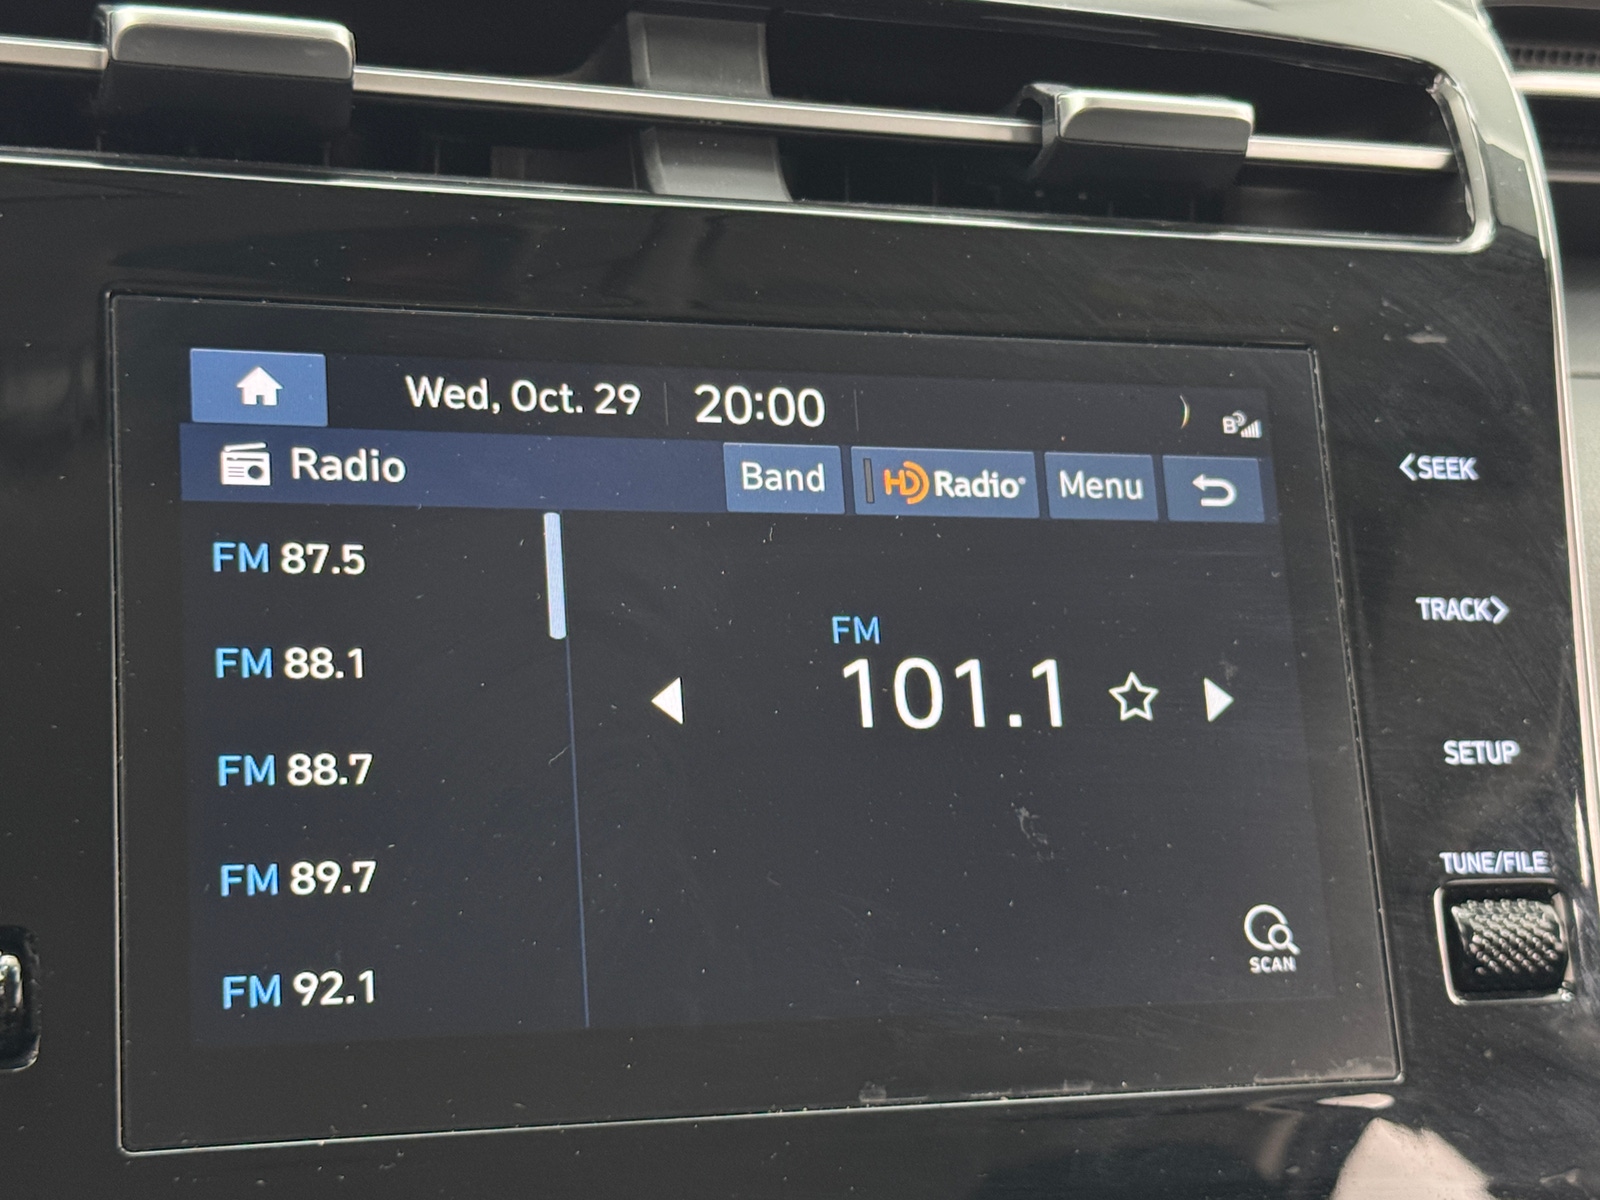 Wed, Oct. 29 20:00
B
Radio Band HD Radio Menu
FM 87.5
FM 88.1
FM 88.7
FM 89.7
FM 92.1
FM
101.1
SCAN
<SEEK
TRACK>
SETUP
TUNE/FILE